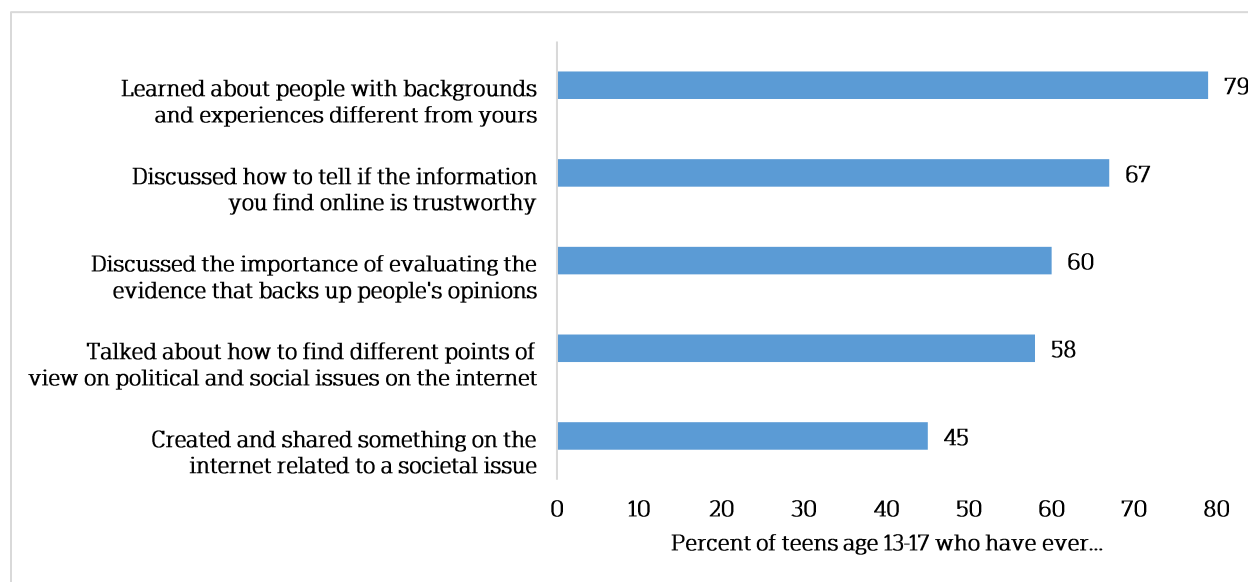 Learned about people with backgrounds
and experiences different from yours
79
Discussed how to tell if the information
you find online is trustworthy
67
Discussed the importance of evaluating the
evidence that backs up people's opinions
60
Talked about how to find different points of
view on political and social issues on the internet
58
Created and shared something on the
internet related to a societal issue
45
0 10 20 30 40 50 60 70 80
Percent of teens age 13-17 who have ever...